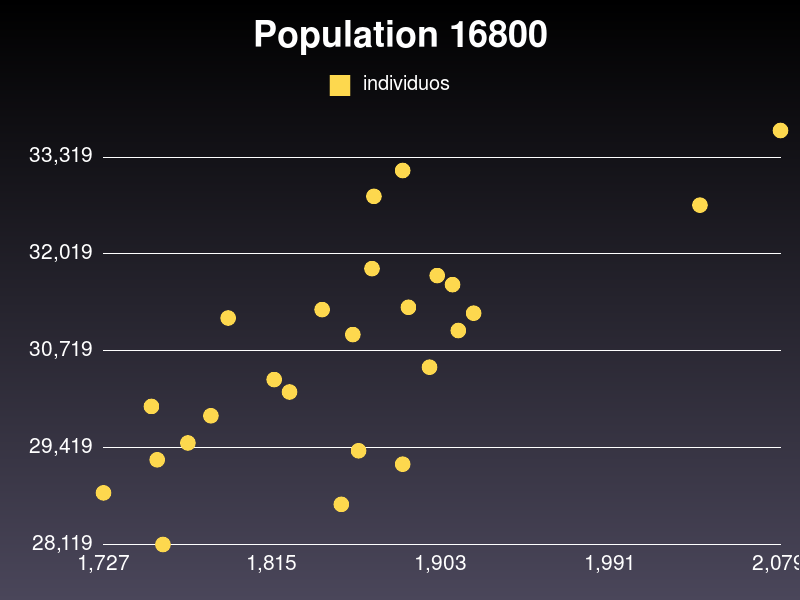 Population 16800
individuos
33,319
32,019
30,719
29,419
28,119
1,727 1,815 1,903 1,991 2,079